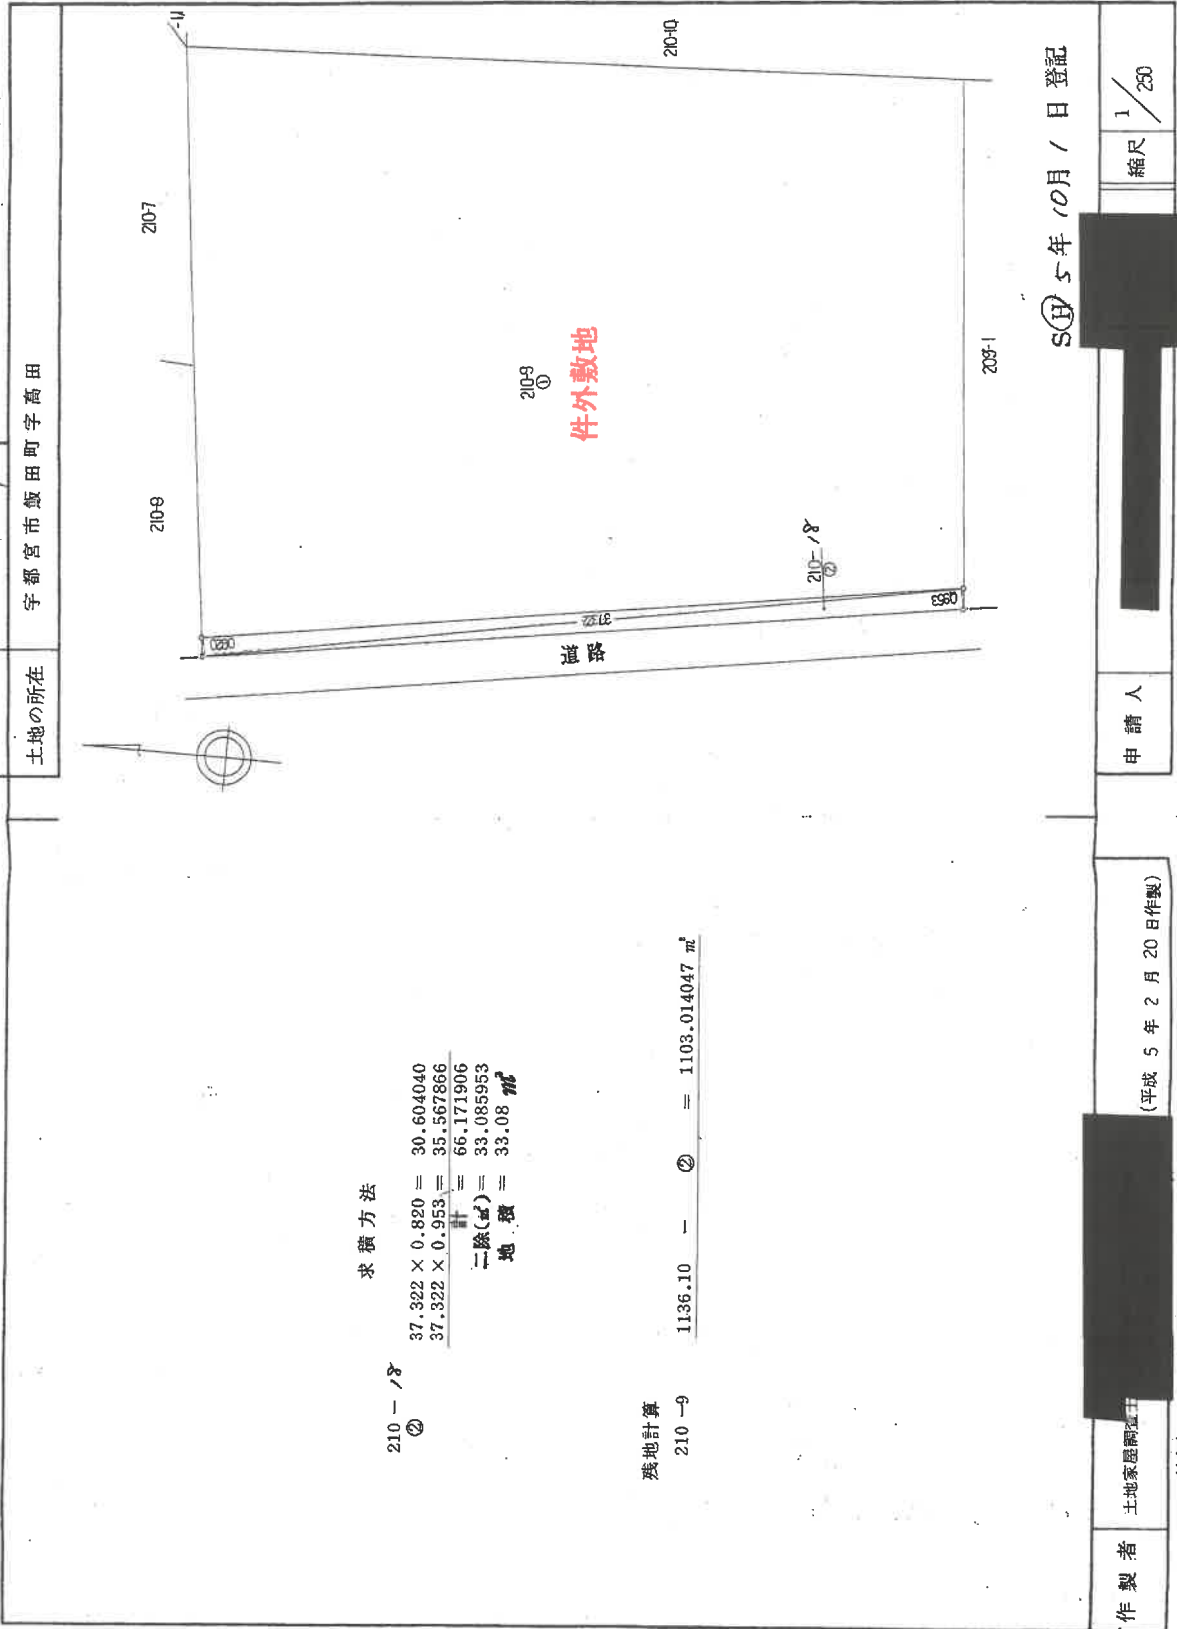 土地の所在
宇都宮市飯田町字高田
210-9
210-7
-11
210-10
210-9
①
件外敷地
210-18
②
0.820
37.322
0.953
道路
209-1
SⒽ 5年10月1日 登記
求積方法
210-18
②
37.322 × 0.820 = 30.604040
37.322 × 0.953 = 35.567866
計 = 66.171906
二除(㎡) = 33.085953
地積 = 33.08 ㎡
残地計算
210-9
1136.10 - ② = 1103.014047 ㎡
作製者
土地家屋調査士
(平成 5 年 2 月 20 日作製)
申請人
縮尺
1/250